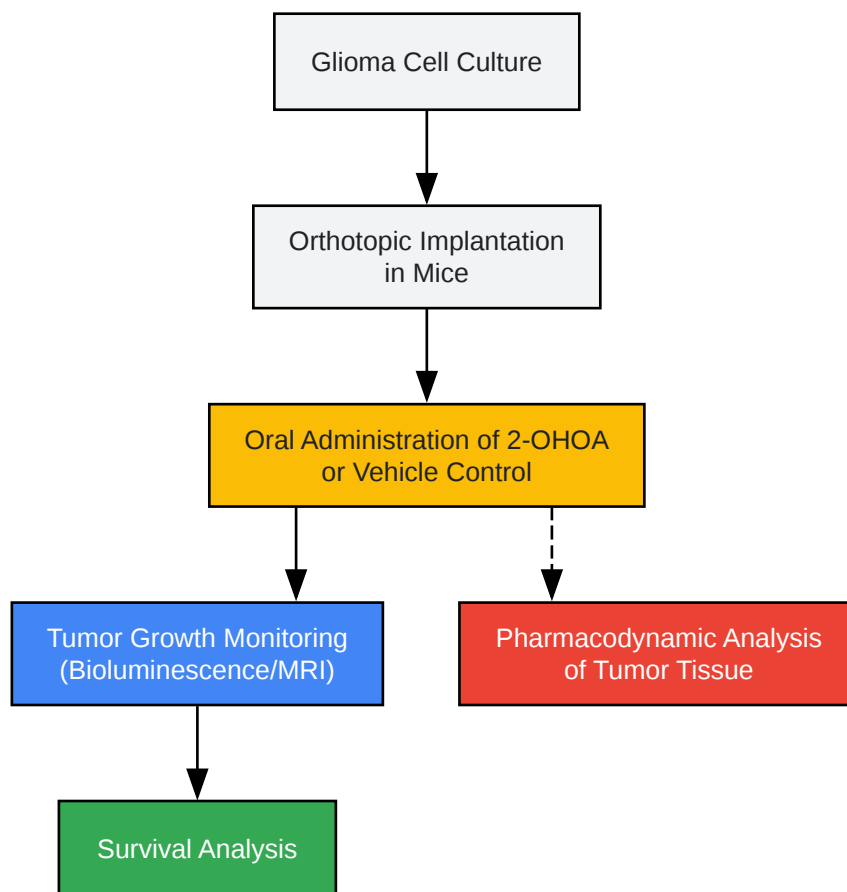 Glioma Cell Culture
Orthotopic Implantation
in Mice
Oral Administration of 2-OHOA
or Vehicle Control
Tumor Growth Monitoring
(Bioluminescence/MRI)
Pharmacodynamic Analysis
of Tumor Tissue
Survival Analysis